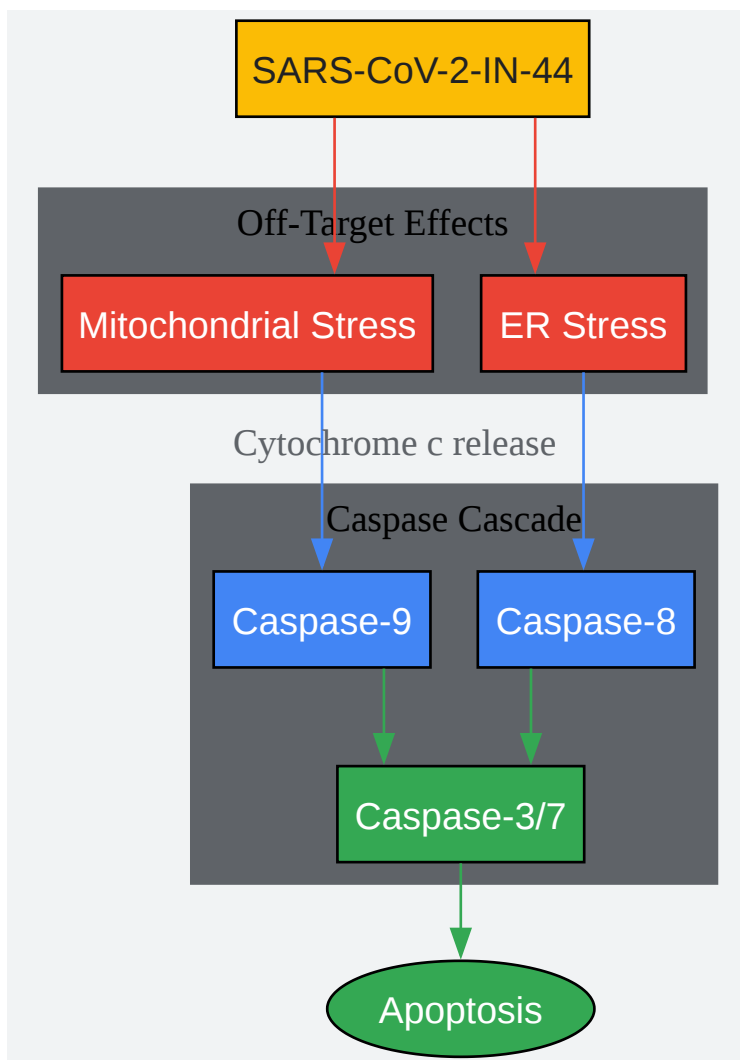 SARS-CoV-2-IN-44
Off-Target Effects
Mitochondrial Stress
ER Stress
Cytochrome c release
Caspase Cascade
Caspase-9
Caspase-8
Caspase-3/7
Apoptosis